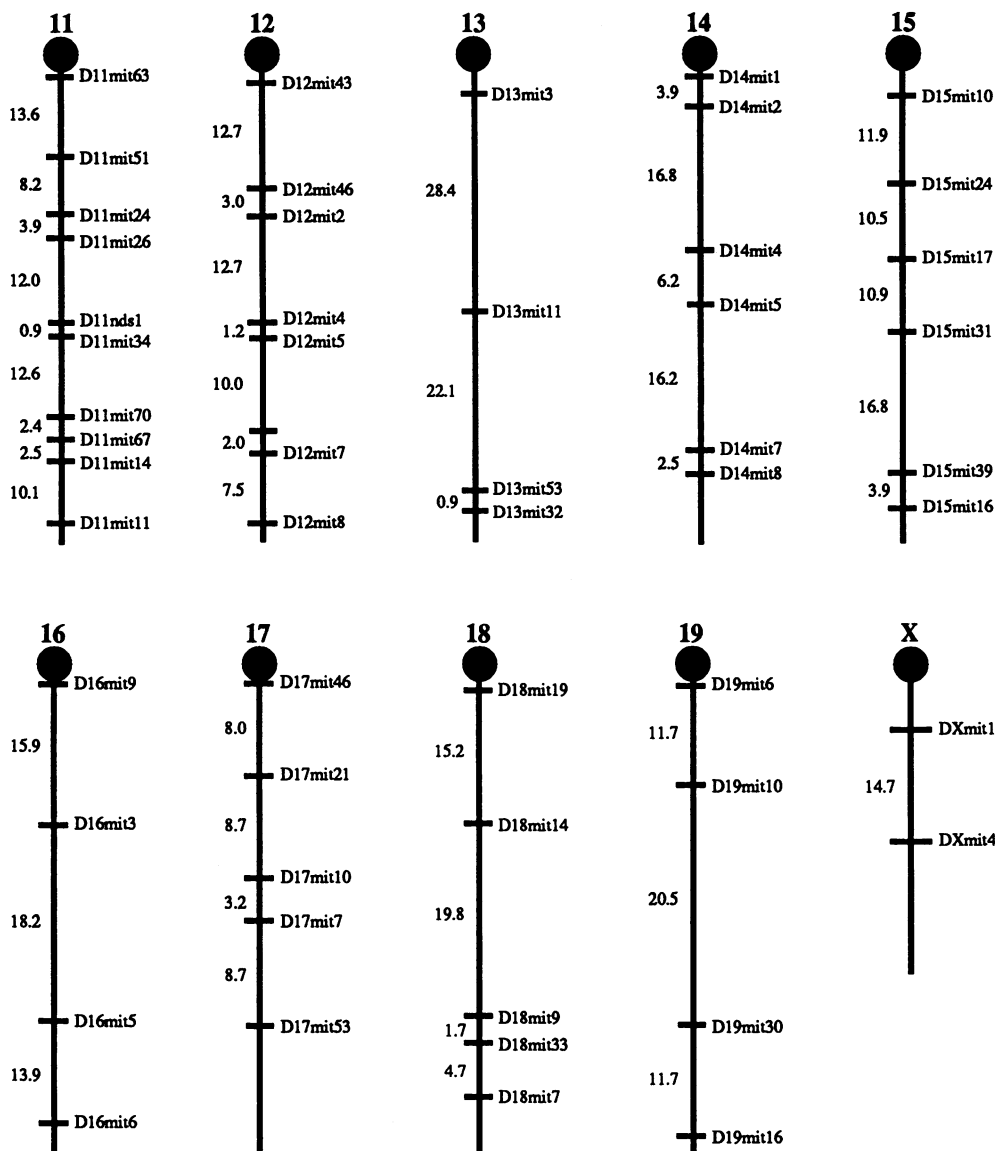 11
D11mit63
13.6
D11mit51
8.2
D11mit24
3.9
D11mit26
12.0
D11nds1
0.9
D11mit34
12.6
D11mit70
2.4
D11mit67
2.5
D11mit14
10.1
D11mit11
12
D12mit43
12.7
D12mit46
3.0
D12mit2
12.7
D12mit4
1.2
D12mit5
10.0
2.0
D12mit7
7.5
D12mit8
13
D13mit3
28.4
D13mit11
22.1
D13mit53
0.9
D13mit32
14
D14mit1
3.9
D14mit2
16.8
D14mit4
6.2
D14mit5
16.2
D14mit7
2.5
D14mit8
15
D15mit10
11.9
D15mit24
10.5
D15mit17
10.9
D15mit31
16.8
D15mit39
3.9
D15mit16
16
D16mit9
15.9
D16mit3
18.2
D16mit5
13.9
D16mit6
17
D17mit46
8.0
D17mit21
8.7
D17mit10
3.2
D17mit7
8.7
D17mit53
18
D18mit19
15.2
D18mit14
19.8
D18mit9
1.7
D18mit33
4.7
D18mit7
19
D19mit6
11.7
D19mit10
20.5
D19mit30
11.7
D19mit16
X
DXmit1
14.7
DXmit4